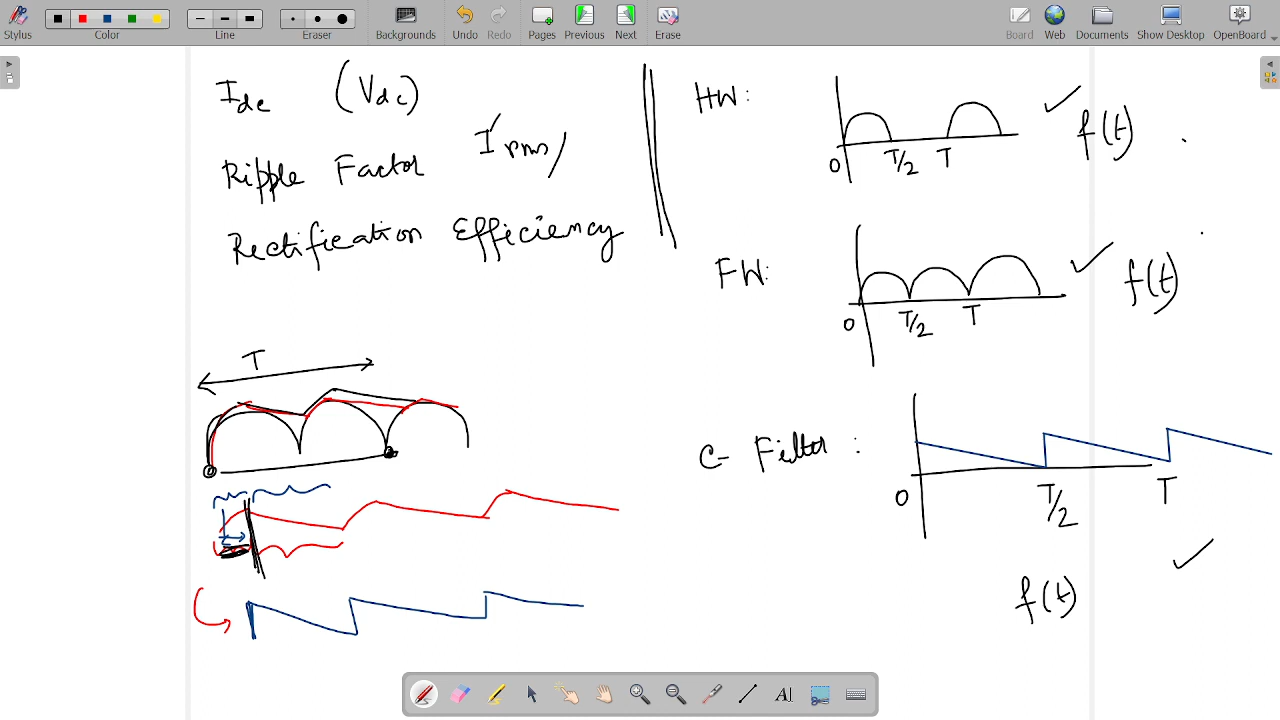 Stylus
Color
Line
Eraser
Backgrounds
Undo
Redo
Pages
Previous
Next
Erase
Board
Web
Documents
Show Desktop
OpenBoard
Idc (Vdc)
Irms/
Ripple Factor
Rectification Efficiency
HW:
0 T/2 T
f(t)
FW:
0 T/2 T
f(t)
T
C- Filter :
0 T/2 T
f(t)